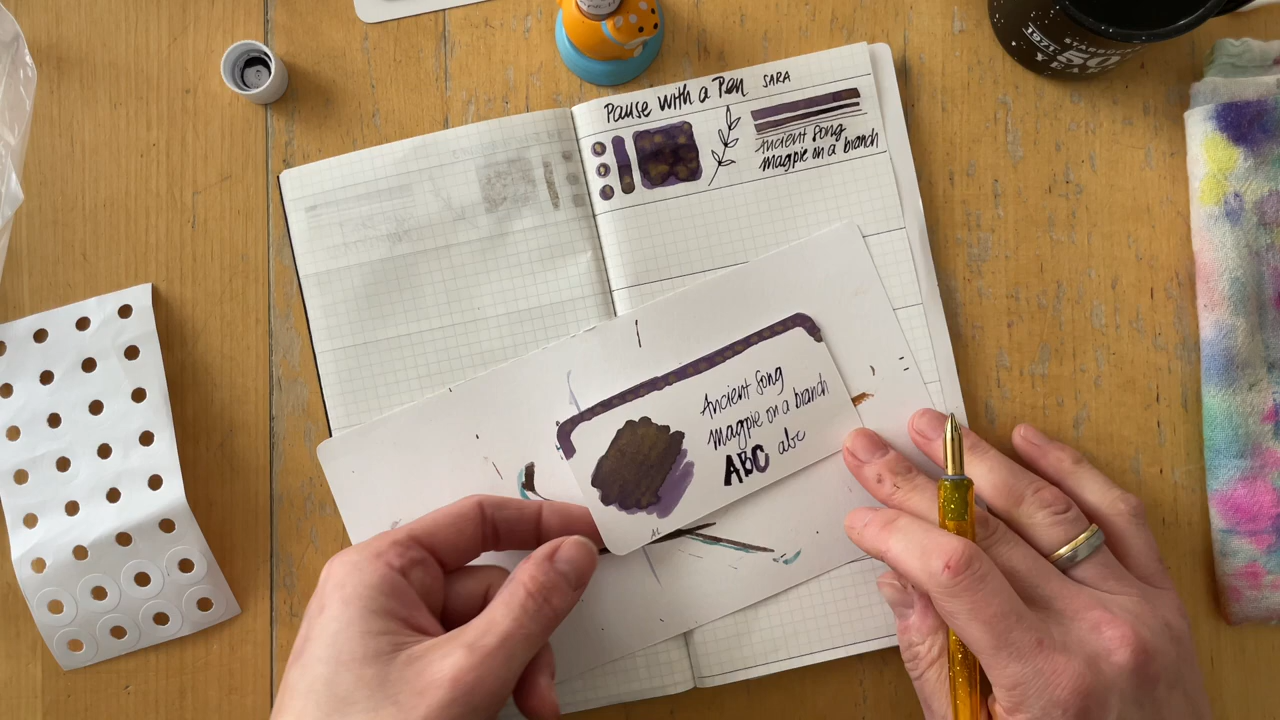 Pause with a Pen SARA
Ancient Song
magpie on a branch
Ancient Song
Magpie on a branch
ABC abc
1971 STARBUCKS
50
YEARS